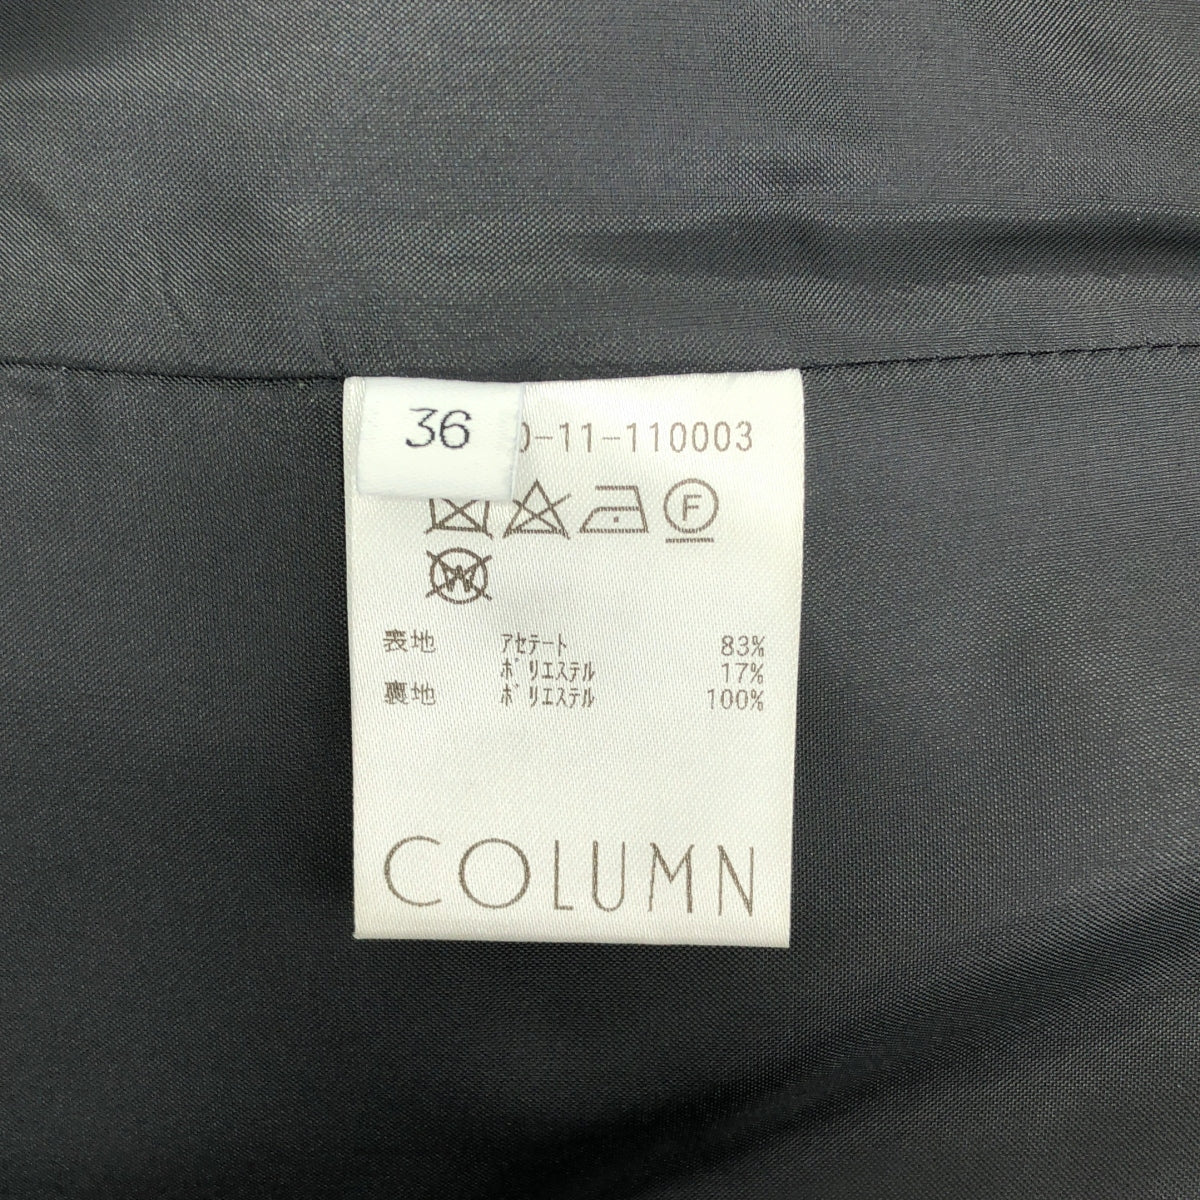 36
0-11-110003
F
W
表地 アセテート 83%
ポリエステル 17%
裏地 ポリエステル 100%
COLUMN